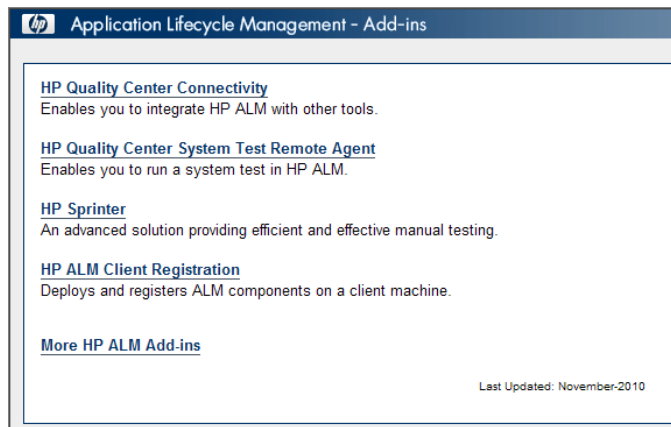 hp Application Lifecycle Management - Add-ins
HP Quality Center Connectivity
Enables you to integrate HP ALM with other tools.
HP Quality Center System Test Remote Agent
Enables you to run a system test in HP ALM.
HP Sprinter
An advanced solution providing efficient and effective manual testing.
HP ALM Client Registration
Deploys and registers ALM components on a client machine.
More HP ALM Add-ins
Last Updated: November-2010